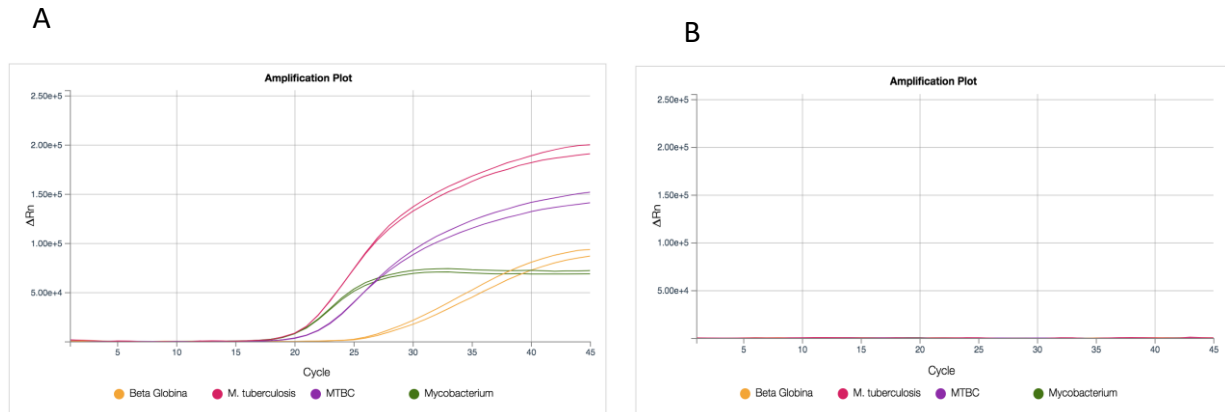 A
Amplification Plot
2.50e+5
2.00e+5
1.50e+5
1.00e+5
5.00e+4
ΔRn
5 10 15 20 25 30 35 40 45
Cycle
Beta Globina M. tuberculosis MTBC Mycobacterium
B
Amplification Plot
2.50e+5
2.00e+5
1.50e+5
1.00e+5
5.00e+4
ΔRn
5 10 15 20 25 30 35 40 45
Cycle
Beta Globina M. tuberculosis MTBC Mycobacterium